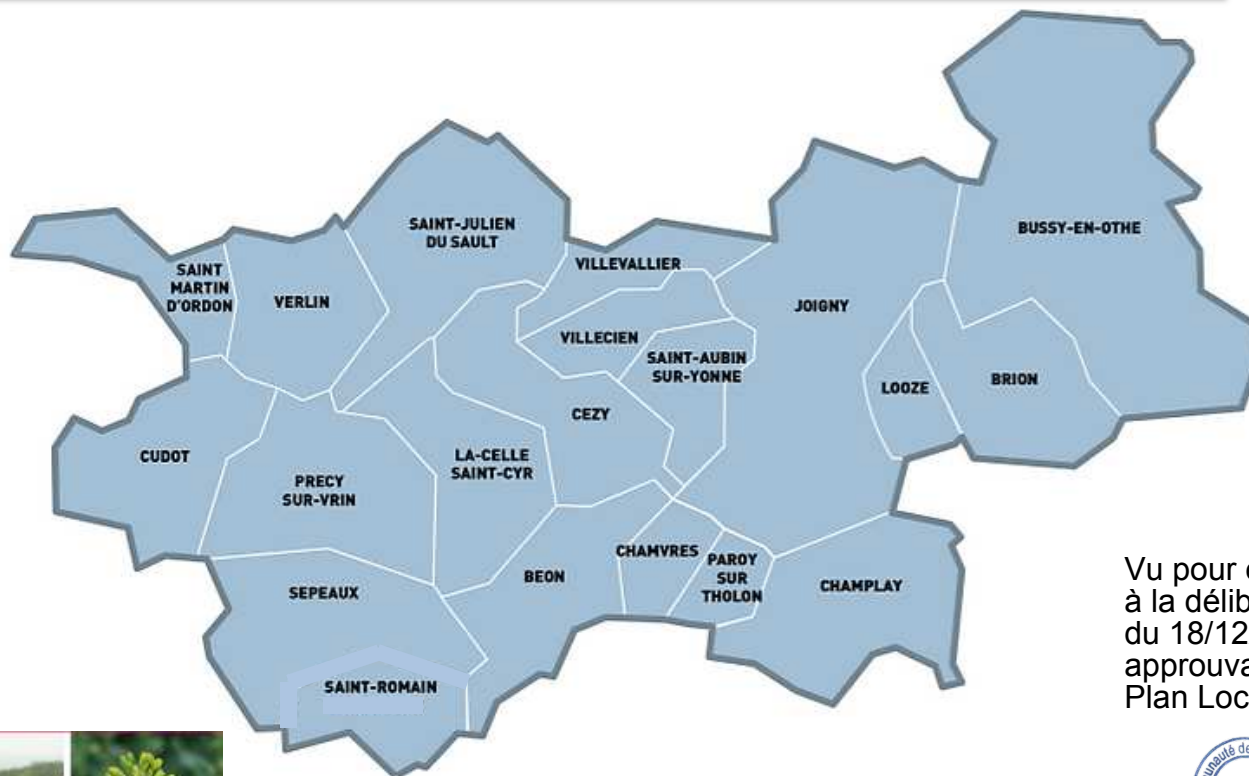 BUSSY-EN-OTHE
SAINT-JULIEN
DU SAULT
VILLEVALLIER
SAINT
MARTIN
D'ORDON
VERLIN
JOIGNY
VILLECIEN
SAINT-AUBIN
SUR-YONNE
LOOZE
BRION
CEZY
CUDOT
LA-CELLE
SAINT-CYR
PRECY
SUR-VRIN
CHAMVRES
PAROY
SUR
THOLON
BEON
CHAMPLAY
SEPEAUX
SAINT-ROMAIN
Vu pour
à la délib
du 18/12
approuva
Plan Loc